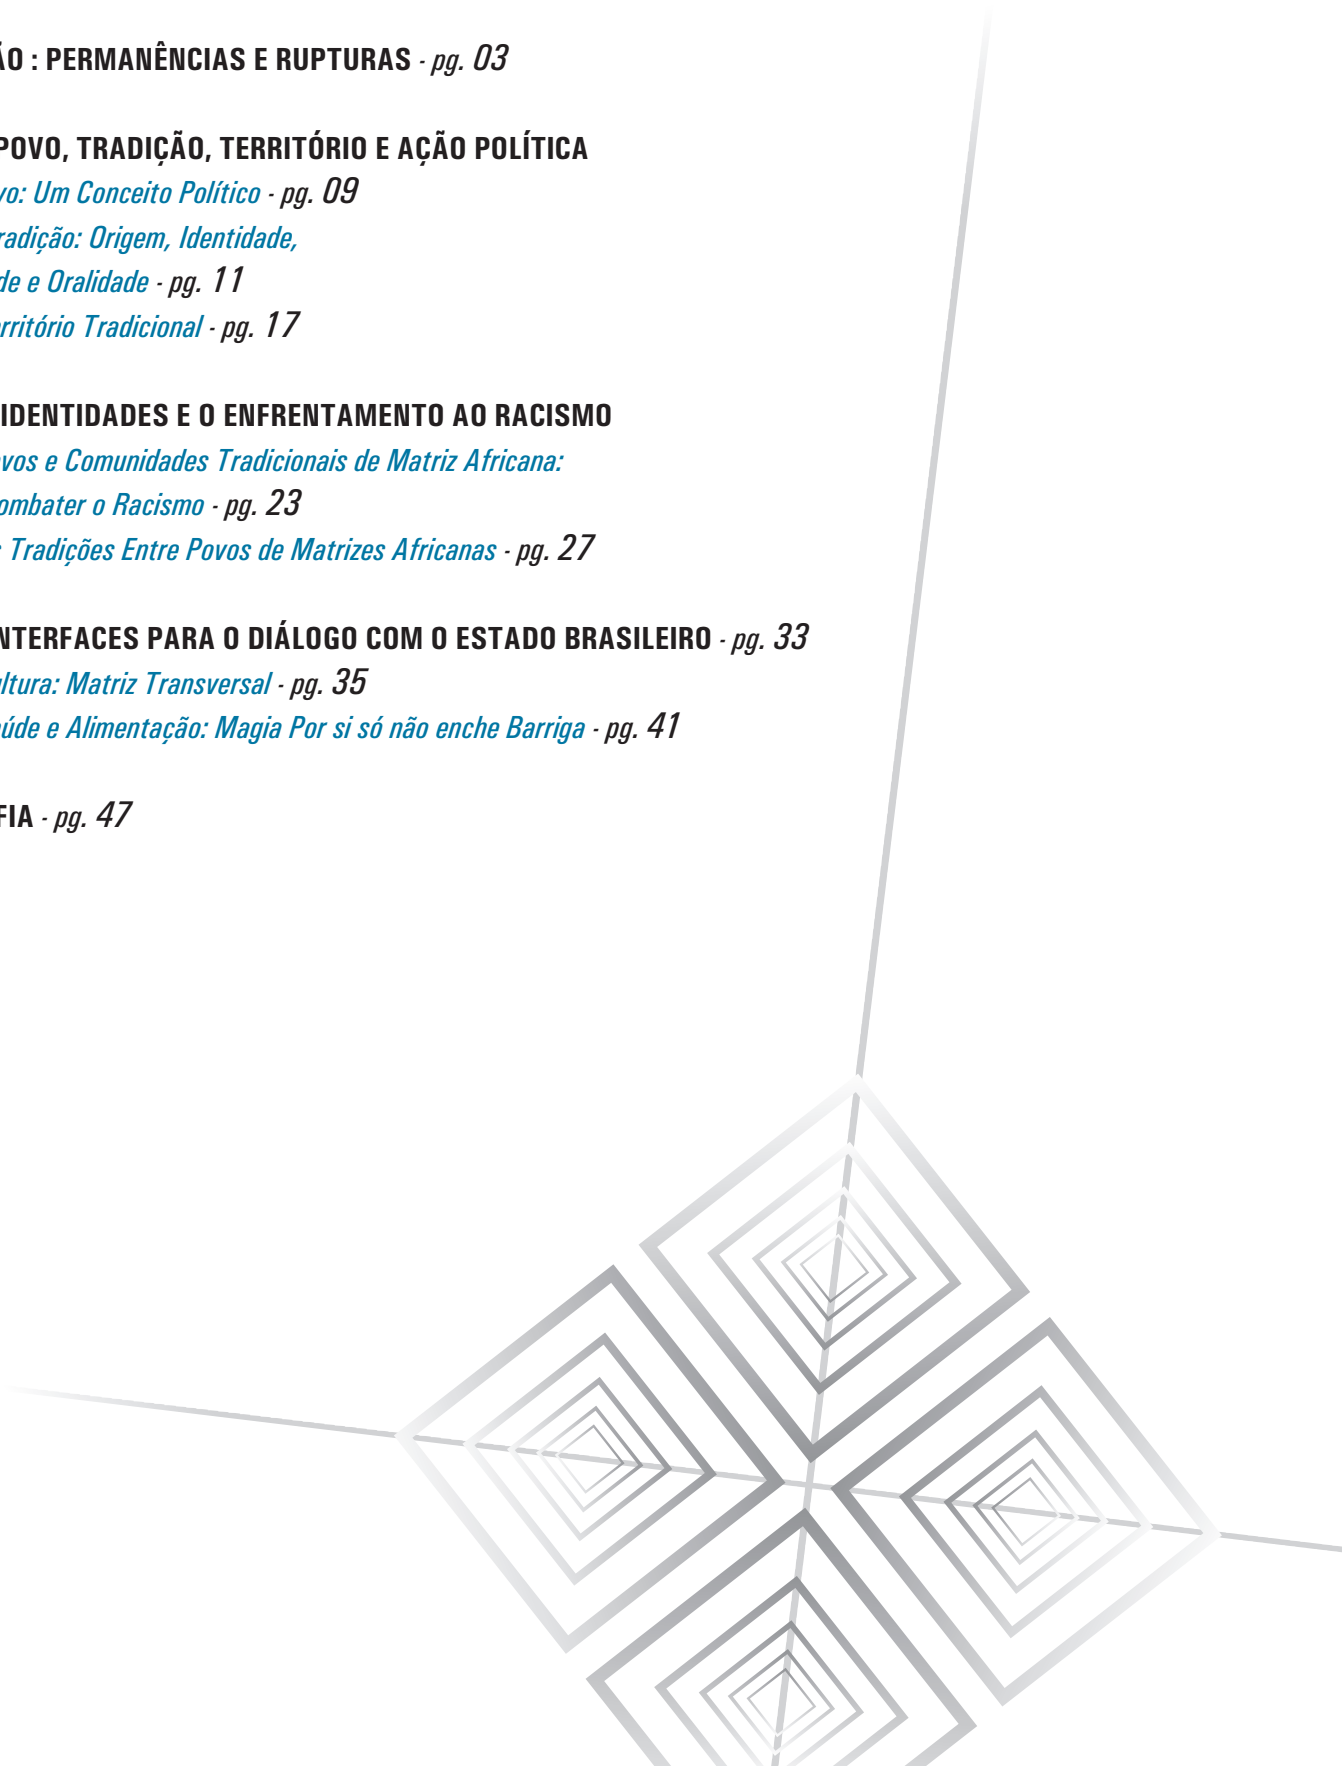 ÃO : PERMANÊNCIAS E RUPTURAS - pg. 03
POVO, TRADIÇÃO, TERRITÓRIO E AÇÃO POLÍTICA
vo: Um Conceito Político - pg. 09
radição: Origem, Identidade,
de e Oralidade - pg. 11
rritório Tradicional - pg. 17
IDENTIDADES E O ENFRENTAMENTO AO RACISMO
vos e Comunidades Tradicionais de Matriz Africana:
ombater o Racismo - pg. 23
s Tradições Entre Povos de Matrizes Africanas - pg. 27
NTERFACES PARA O DIÁLOGO COM O ESTADO BRASILEIRO - pg. 33
ltura: Matriz Transversal - pg. 35
úde e Alimentação: Magia Por si só não enche Barriga - pg. 41
FIA - pg. 47